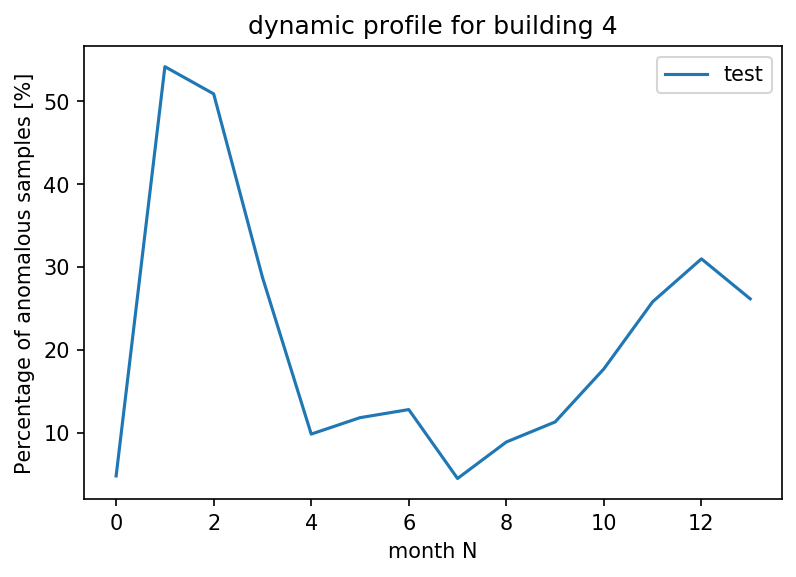 dynamic profile for building 4
test
Percentage of anomalous samples [%]
50
40
30
20
10
0 2 4 6 8 10 12
month N